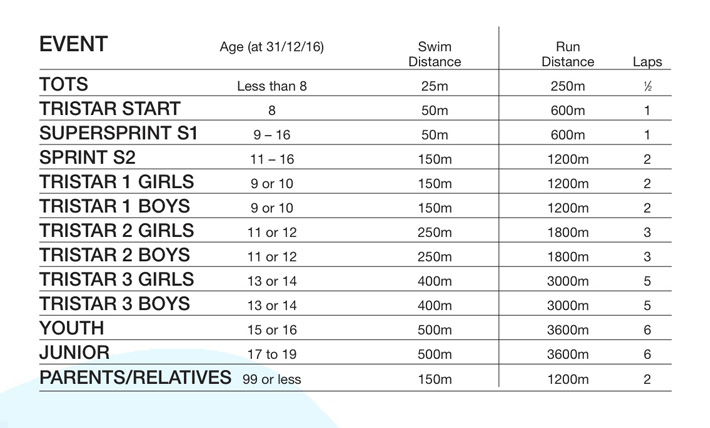 EVENT Age (at 31/12/16) Swim Distance Run Distance Laps
TOTS Less than 8 25m 250m ½
TRISTAR START 8 50m 600m 1
SUPERSPRINT S1 9 – 16 50m 600m 1
SPRINT S2 11 – 16 150m 1200m 2
TRISTAR 1 GIRLS 9 or 10 150m 1200m 2
TRISTAR 1 BOYS 9 or 10 150m 1200m 2
TRISTAR 2 GIRLS 11 or 12 250m 1800m 3
TRISTAR 2 BOYS 11 or 12 250m 1800m 3
TRISTAR 3 GIRLS 13 or 14 400m 3000m 5
TRISTAR 3 BOYS 13 or 14 400m 3000m 5
YOUTH 15 or 16 500m 3600m 6
JUNIOR 17 to 19 500m 3600m 6
PARENTS/RELATIVES 99 or less 150m 1200m 2